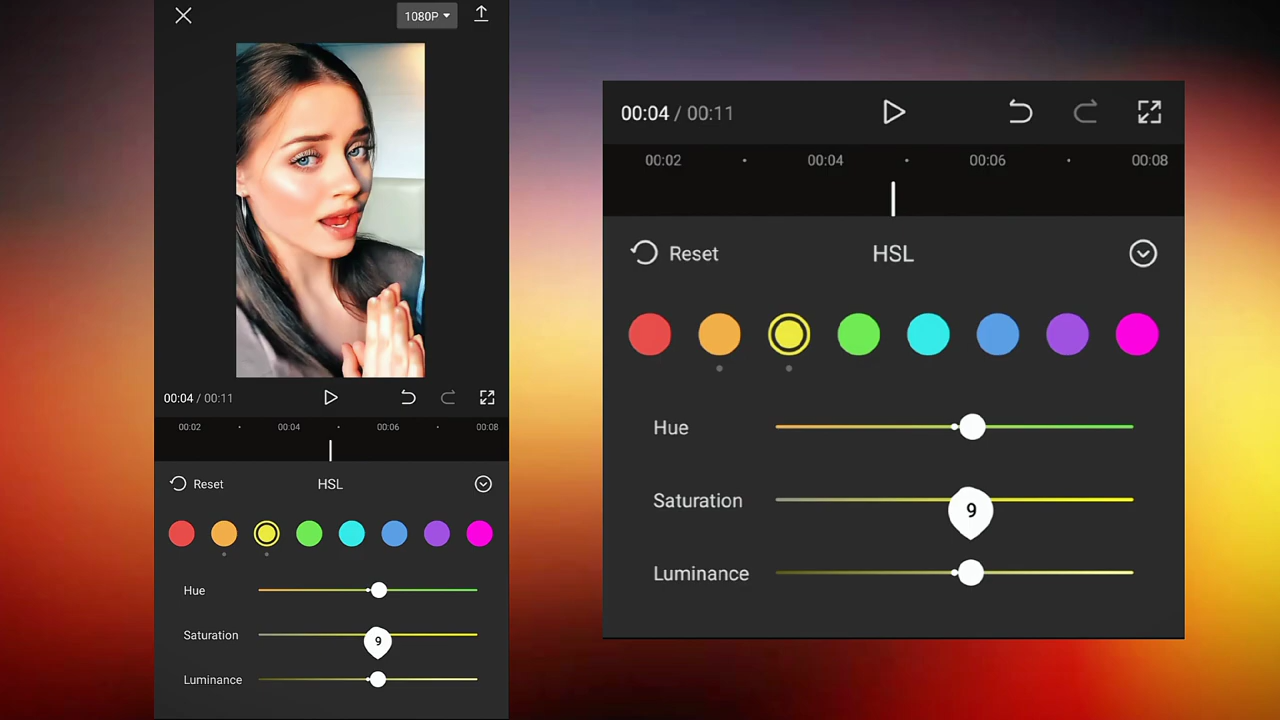 1080P
00:04 / 00:11
00:02
00:04
00:06
00:08
Reset
HSL
Hue
Saturation
9
Luminance
00:04 / 00:11
00:02
00:04
00:06
00:08
Reset
HSL
Hue
Saturation
9
Luminance